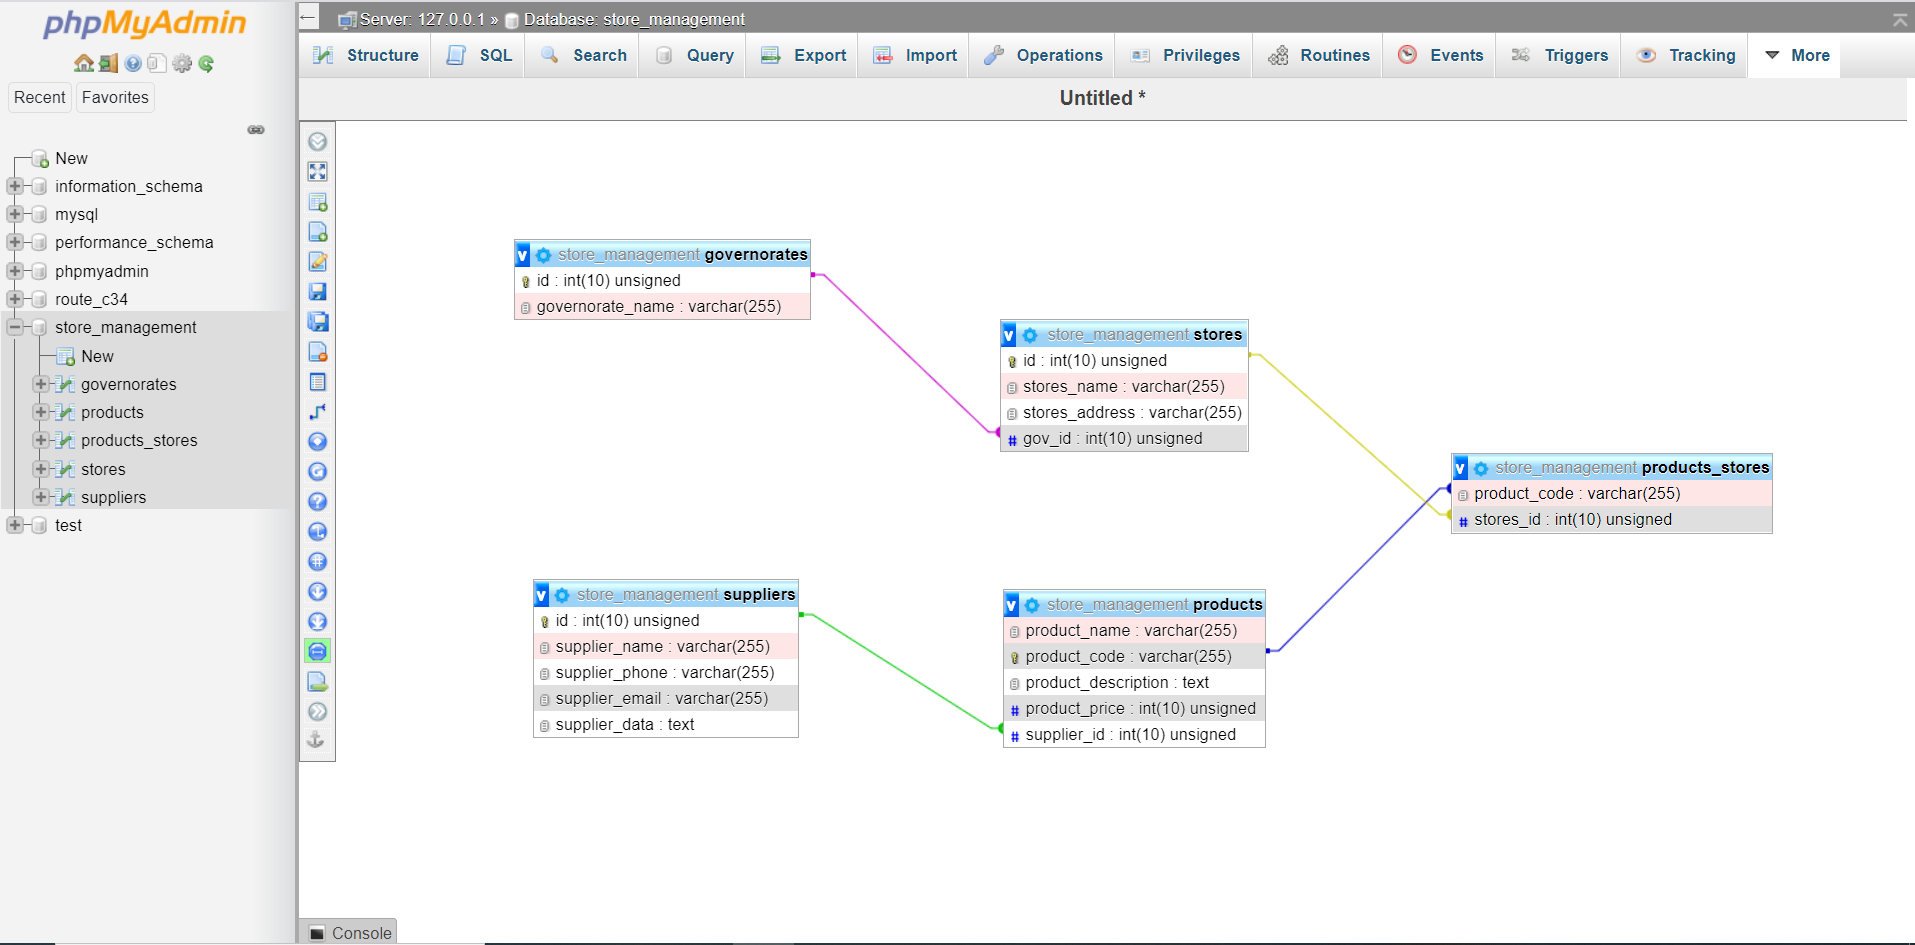 phpMyAdmin
Recent
Favorites
New
information_schema
mysql
performance_schema
phpmyadmin
route_c34
store_management
New
governorates
products
products_stores
stores
suppliers
test
Server: 127.0.0.1 » Database: store_management
Structure
SQL
Search
Query
Export
Import
Operations
Privileges
Routines
Events
Triggers
Tracking
More
Untitled *
v store_management governorates
id : int(10) unsigned
governorate_name : varchar(255)
v store_management stores
id : int(10) unsigned
stores_name : varchar(255)
stores_address : varchar(255)
# gov_id : int(10) unsigned
v store_management products_stores
product_code : varchar(255)
# stores_id : int(10) unsigned
v store_management suppliers
id : int(10) unsigned
supplier_name : varchar(255)
supplier_phone : varchar(255)
supplier_email : varchar(255)
supplier_data : text
v store_management products
product_name : varchar(255)
product_code : varchar(255)
product_description : text
# product_price : int(10) unsigned
# supplier_id : int(10) unsigned
Console